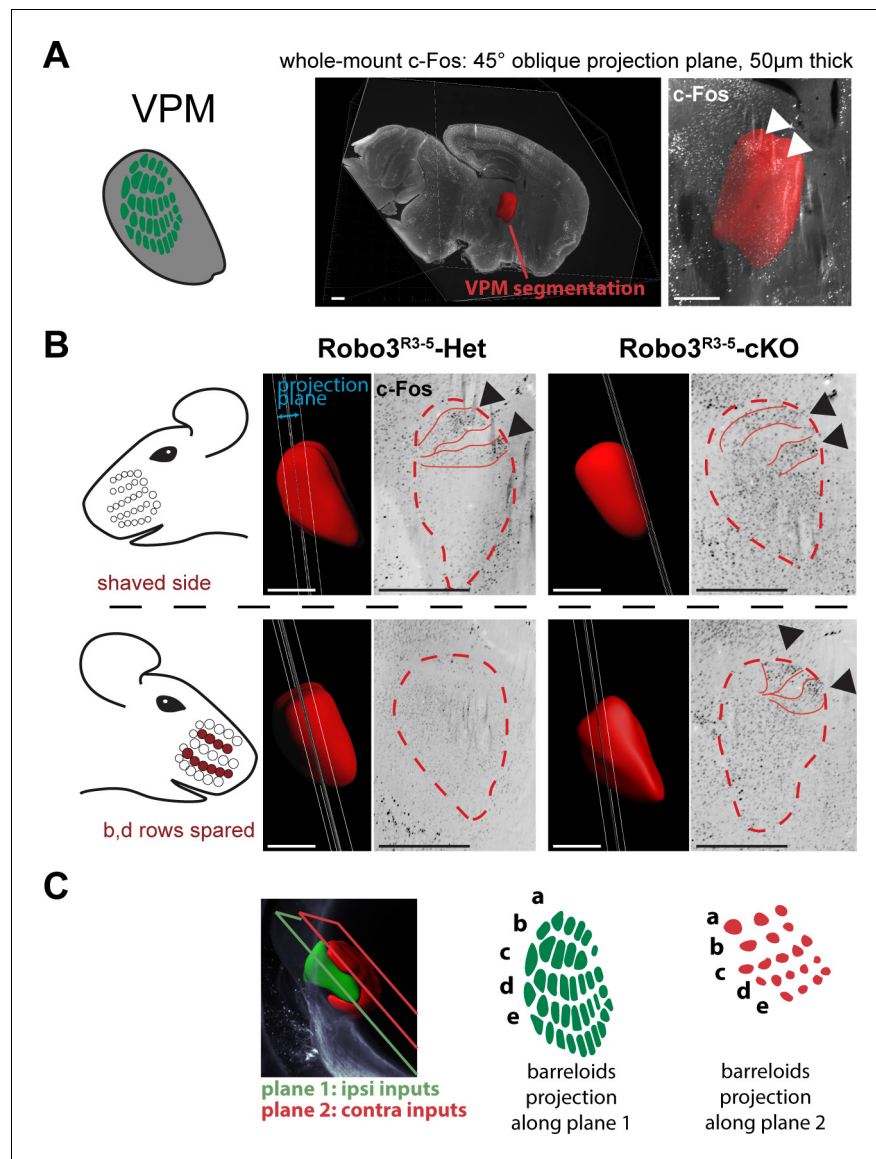 A
whole-mount c-Fos: 45° oblique projection plane, 50μm thick
VPM
c-Fos
VPM segmentation
B
Robo3R3-5-Het
Robo3R3-5-cKO
projection
plane
c-Fos
shaved side
b,d rows spared
C
a
b
c
d
e
a
b
c
d
e
plane 1: ipsi inputs
plane 2: contra inputs
barreloids
projection
along plane 1
barreloids
projection
along plane 2